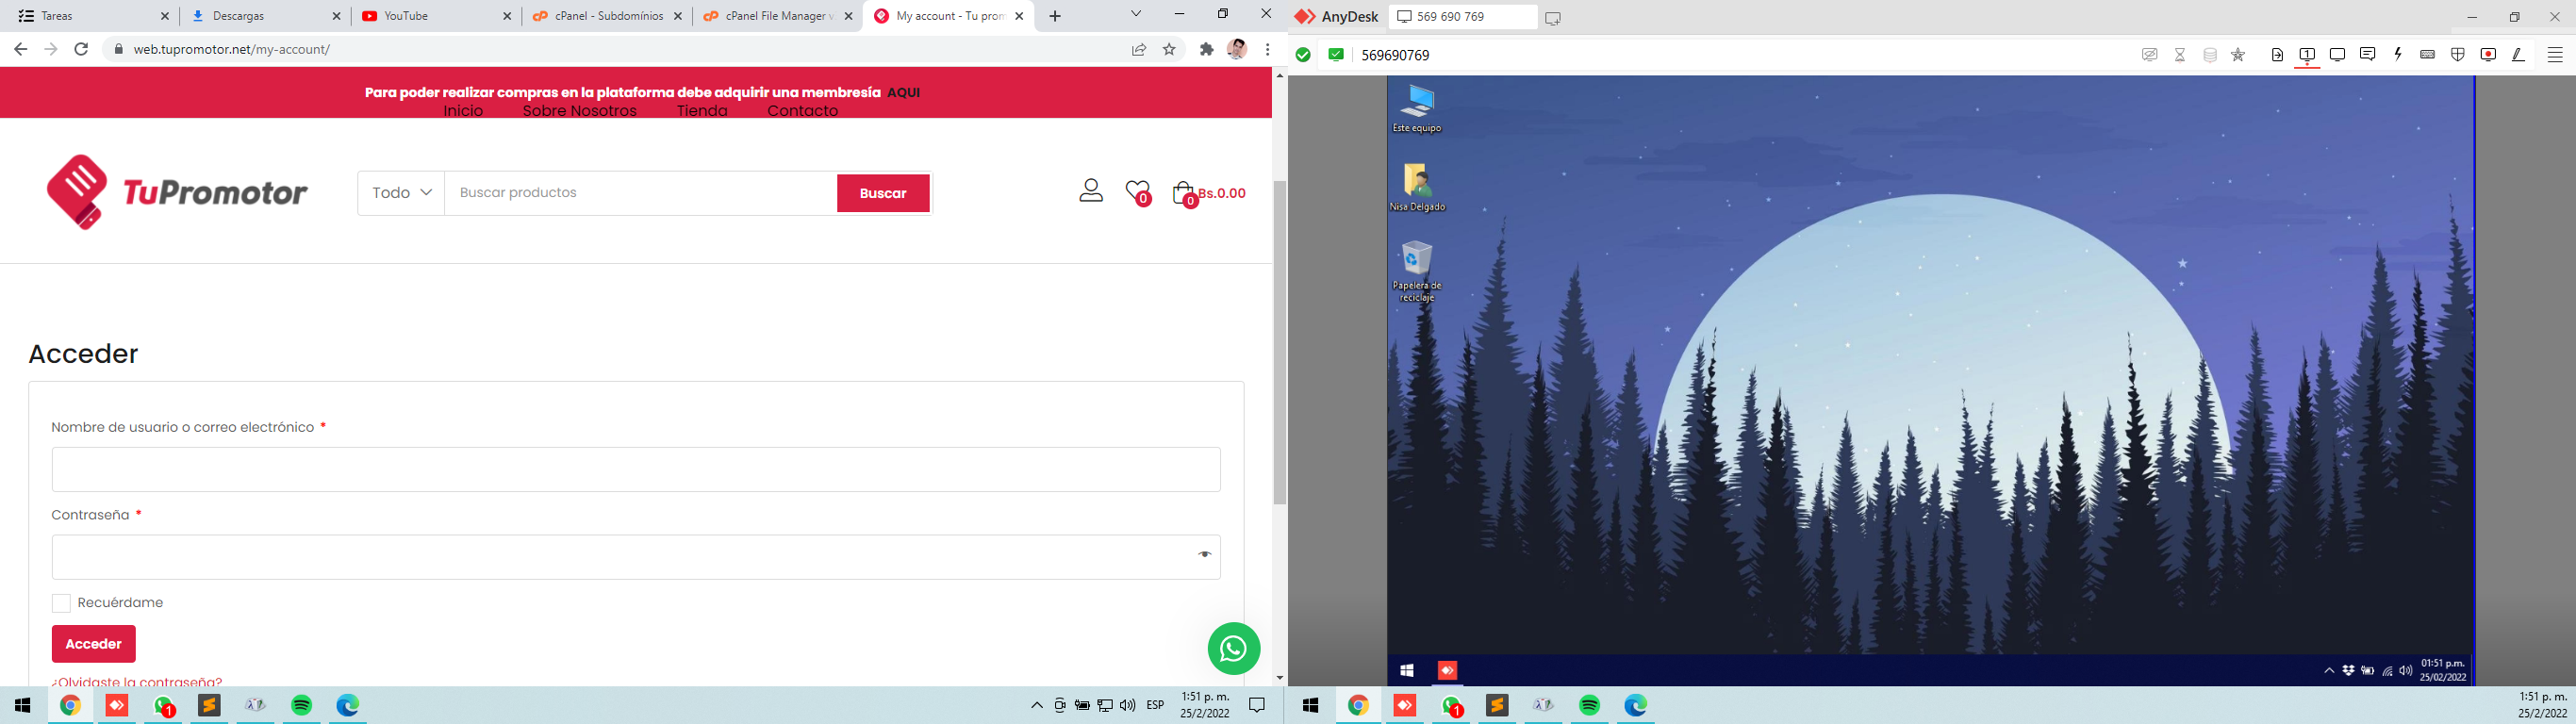 Tareas
Descargas
YouTube
cPanel - Subdomínios
cPanel File Manager v
My account - Tu prom
web.tupromotor.net/my-account/
Para poder realizar compras en la plataforma debe adquirir una membresía AQUI
Inicio Sobre Nosotros Tienda Contacto
TuPromotor
Todo
Buscar productos
Buscar
0
0
Bs.0.00
Acceder
Nombre de usuario o correo electrónico *
Contraseña *
Recuérdame
Acceder
¿Olvidaste la contraseña?
1
ESP
1:51 p. m.
25/2/2022
AnyDesk
569 690 769
569690769
1
Este equipo
Nisa Delgado
Papelera de
reciclaje
01:51 p.m.
25/02/2022
1
1:51 p. m.
25/2/2022